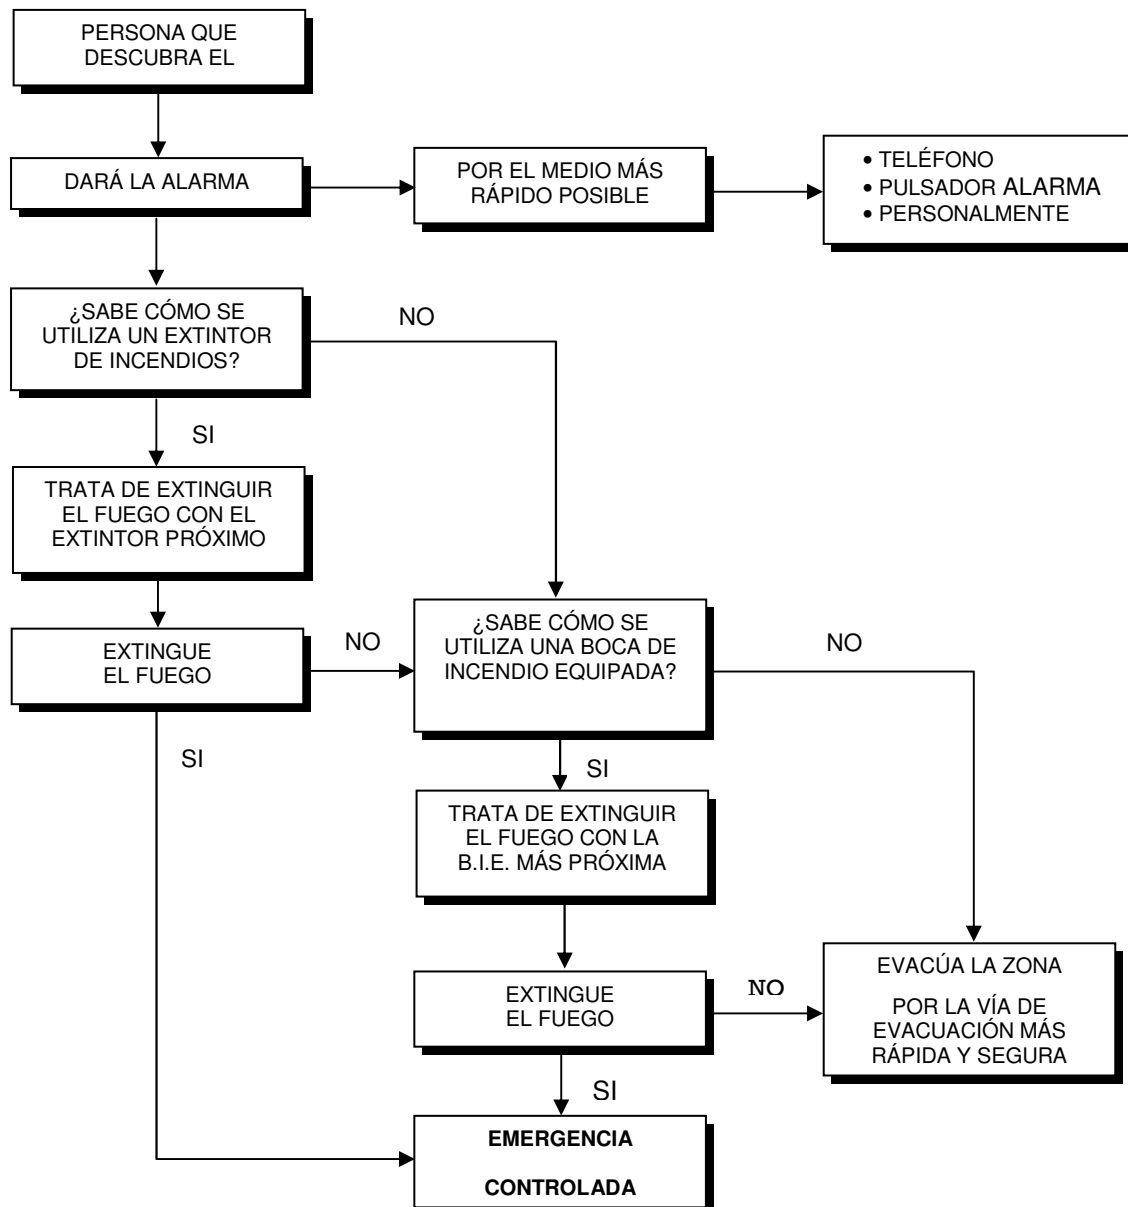 PERSONA QUE
DESCUBRA EL
DARÁ LA ALARMA
POR EL MEDIO MÁS
RÁPIDO POSIBLE
• TELÉFONO
• PULSADOR ALARMA
• PERSONALMENTE
¿SABE CÓMO SE
UTILIZA UN EXTINTOR
DE INCENDIOS?
NO
SI
TRATA DE EXTINGUIR
EL FUEGO CON EL
EXTINTOR PRÓXIMO
EXTINGUE
EL FUEGO
NO
SI
¿SABE CÓMO SE
UTILIZA UNA BOCA DE
INCENDIO EQUIPADA?
NO
SI
TRATA DE EXTINGUIR
EL FUEGO CON LA
B.I.E. MÁS PRÓXIMA
EXTINGUE
EL FUEGO
NO
SI
EVACÚA LA ZONA
POR LA VÍA DE
EVACUACIÓN MÁS
RÁPIDA Y SEGURA
EMERGENCIA
CONTROLADA